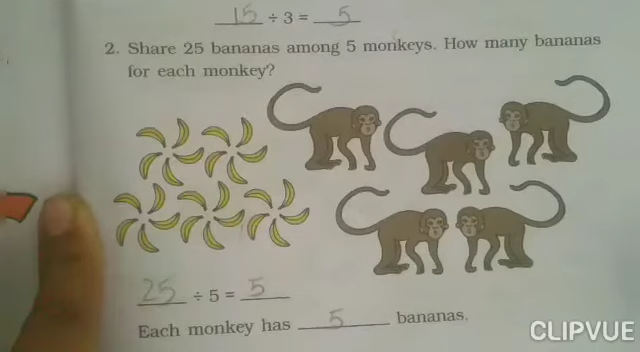 15 ÷ 3 = 5
2. Share 25 bananas among 5 monkeys. How many bananas
for each monkey?
25 ÷ 5 = 5
Each monkey has 5 bananas.
CLIPVUE